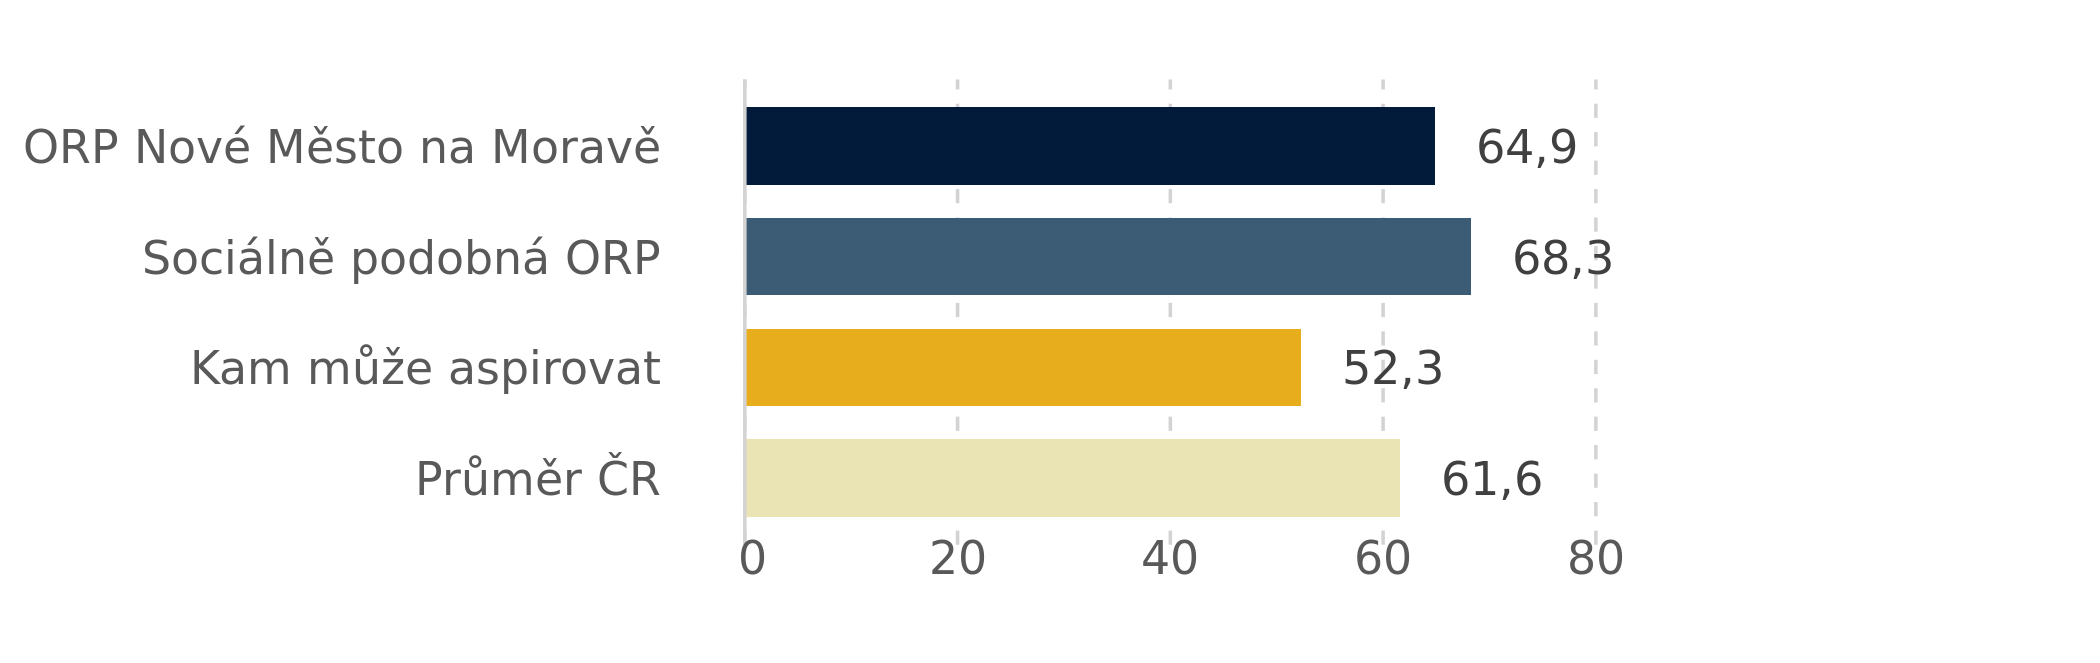 ORP Nové Město na Moravě 64,9
Sociálně podobná ORP 68,3
Kam může aspirovat 52,3
Průměr ČR 61,6
0 20 40 60 80